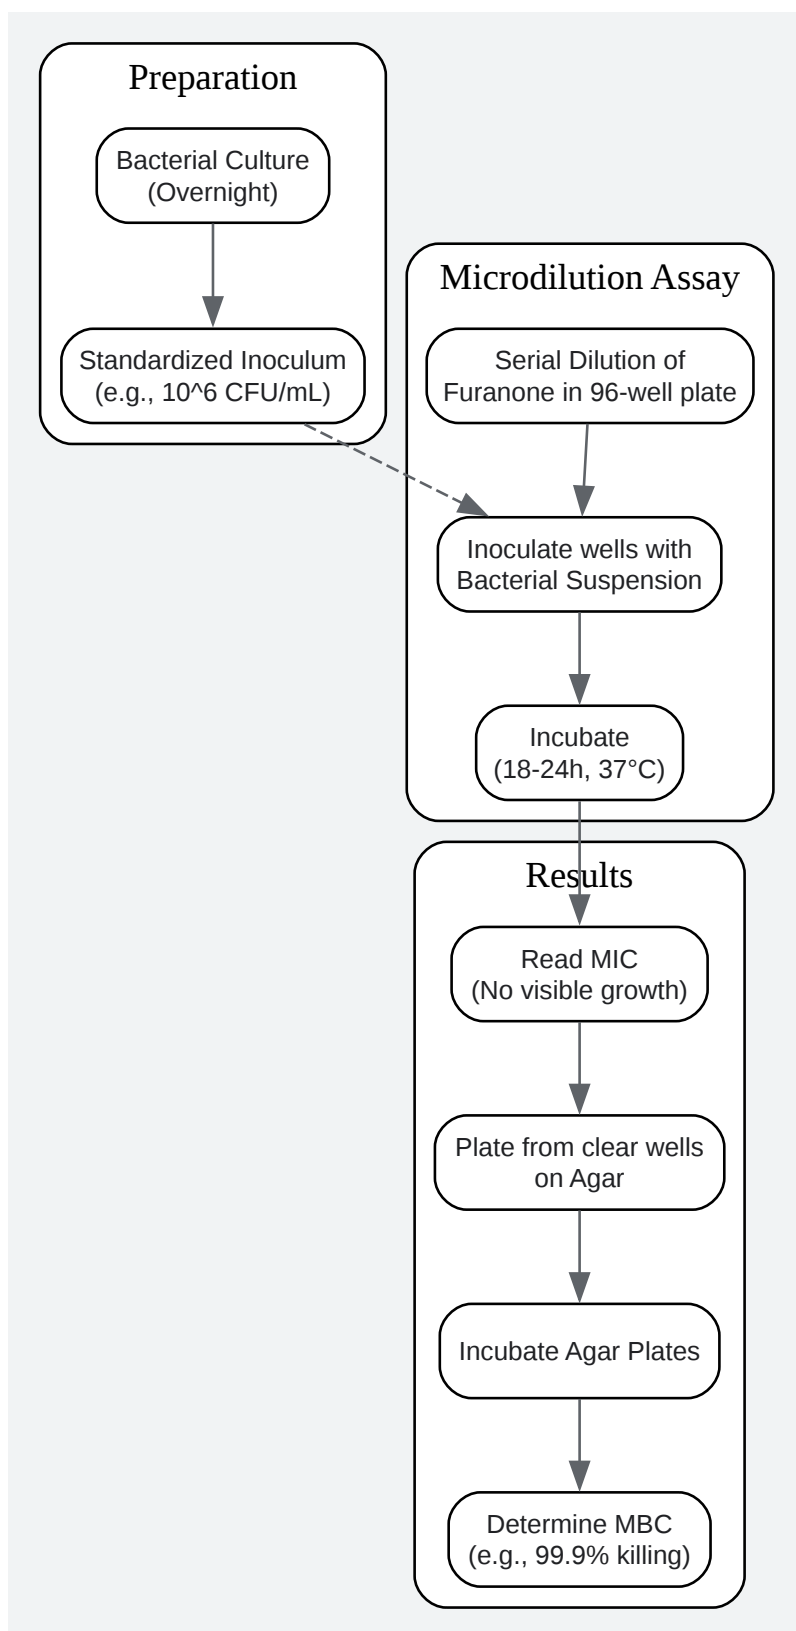 Preparation
Bacterial Culture
(Overnight)
Standardized Inoculum
(e.g., 10^6 CFU/mL)
Microdilution Assay
Serial Dilution of
Furanone in 96-well plate
Inoculate wells with
Bacterial Suspension
Incubate
(18-24h, 37°C)
Results
Read MIC
(No visible growth)
Plate from clear wells
on Agar
Incubate Agar Plates
Determine MBC
(e.g., 99.9% killing)